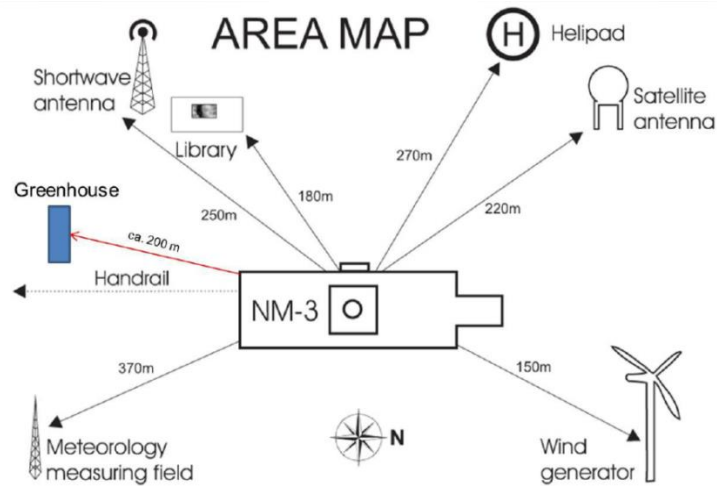 AREA MAP
H
Helipad
Shortwave
antenna
Library
Satellite
antenna
270m
180m
220m
250m
Greenhouse
ca. 200 m
Handrail
NM-3
370m
150m
N
Meteorology
measuring field
Wind
generator